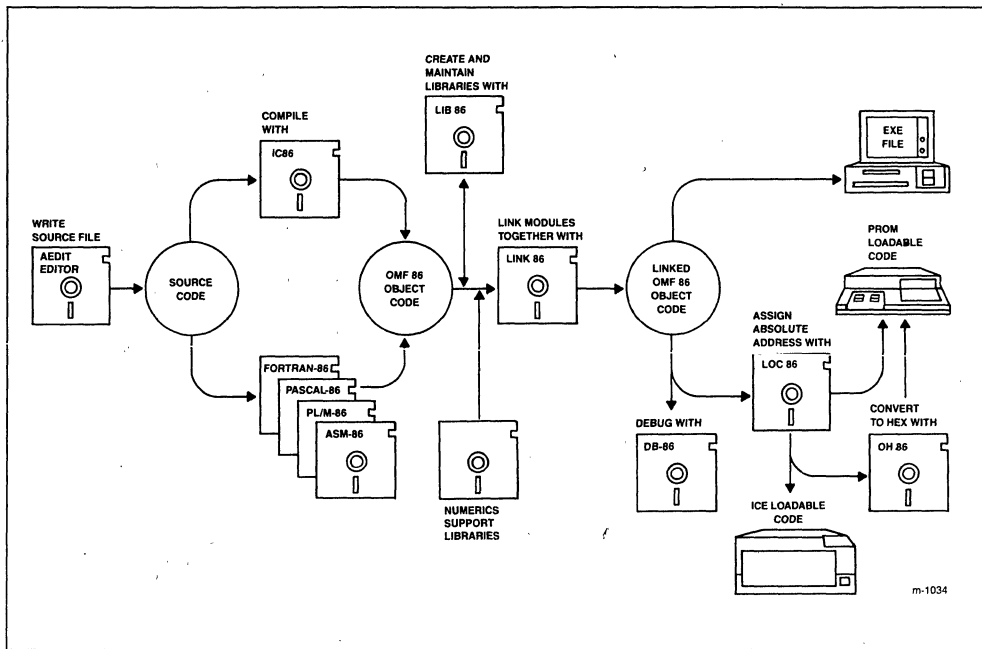 WRITE
SOURCE FILE
AEDIT
EDITOR
SOURCE
CODE
COMPILE
WITH
iC86
FORTRAN-86
PASCAL-86
PL/M-86
ASM-86
OMF 86
OBJECT
CODE
CREATE AND
MAINTAIN
LIBRARIES WITH
LIB 86
NUMERICS
SUPPORT
LIBRARIES
LINK MODULES
TOGETHER WITH
LINK 86
LINKED
OMF 86
OBJECT
CODE
EXE
FILE
DEBUG WITH
DB-86
ASSIGN
ABSOLUTE
ADDRESS WITH
LOC 86
PROM
LOADABLE
CODE
CONVERT
TO HEX WITH
OH 86
ICE LOADABLE
CODE
m-1034